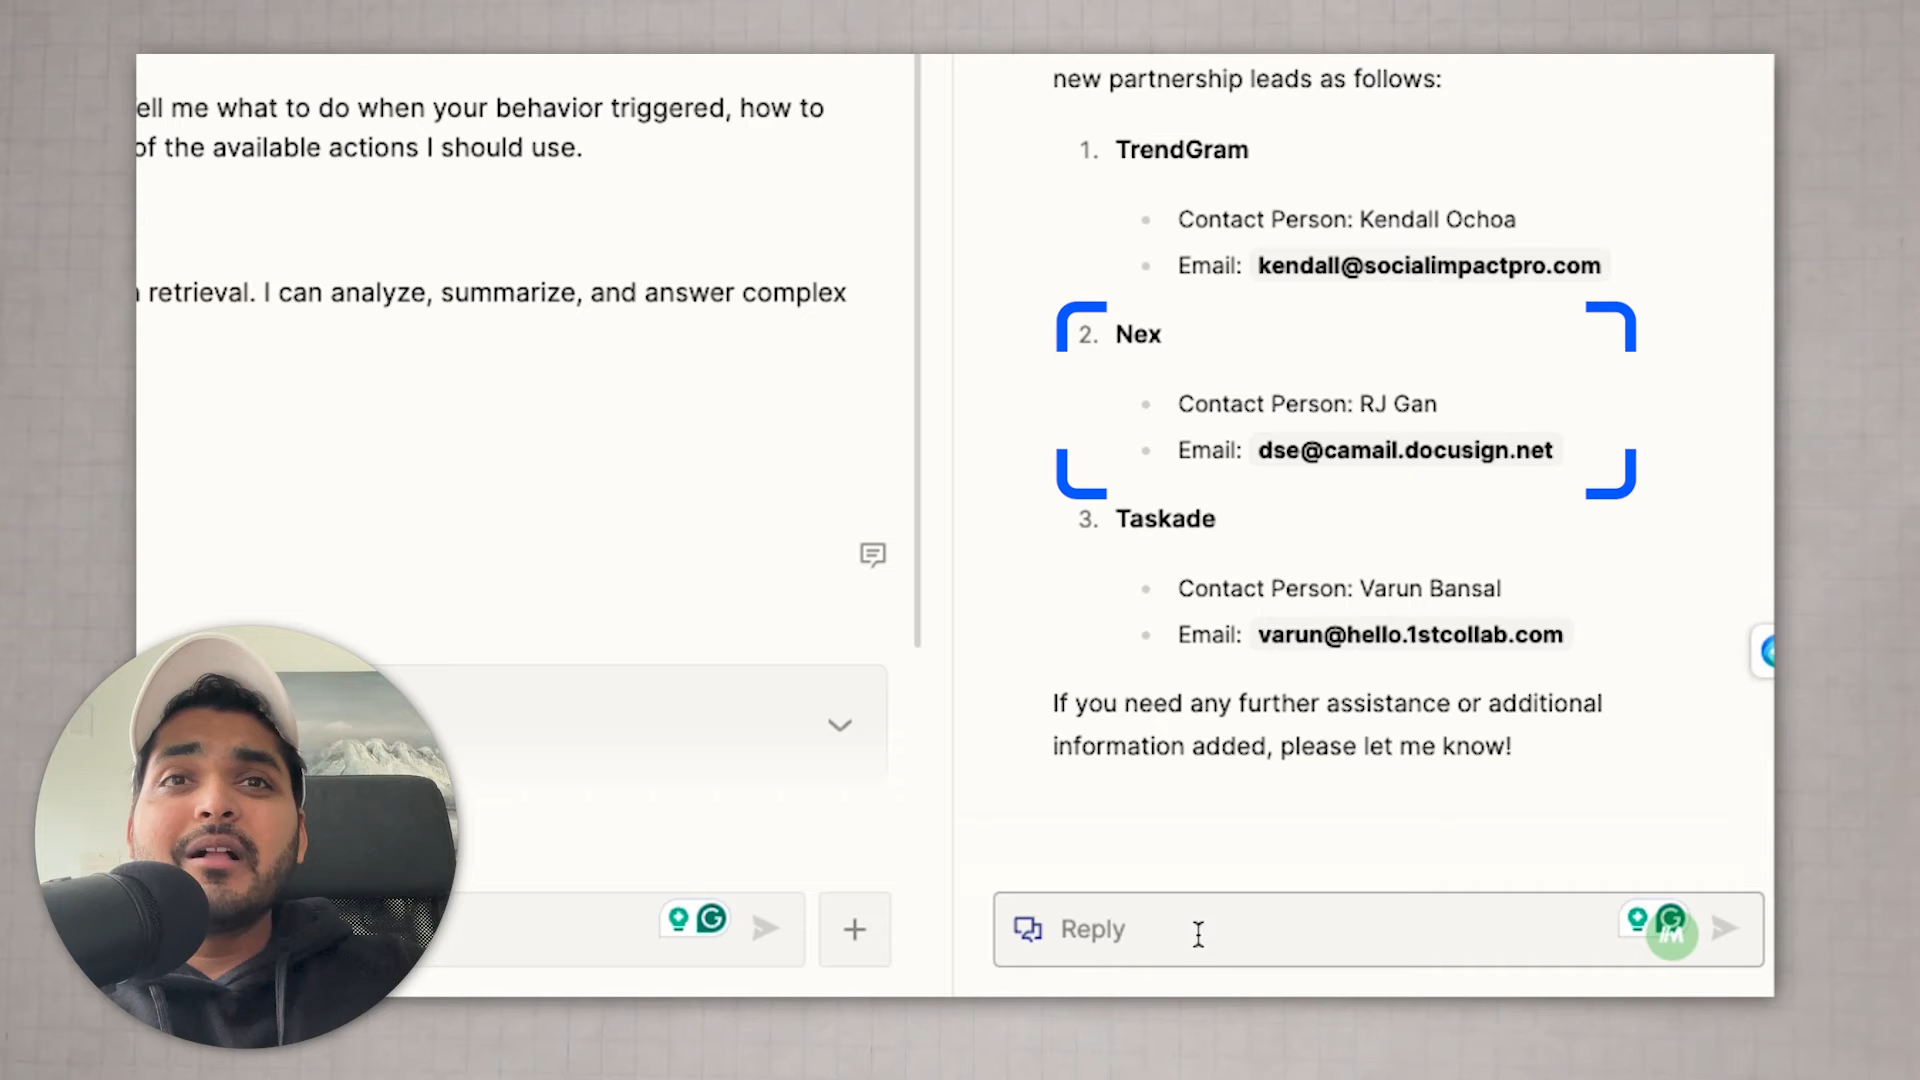 ell me what to do when your behavior triggered, how to
of the available actions I should use.
retrieval. I can analyze, summarize, and answer complex
new partnership leads as follows:
1. TrendGram
Contact Person: Kendall Ochoa
Email: kendall@socialimpactpro.com
2. Nex
Contact Person: RJ Gan
Email: dse@camail.docusign.net
3. Taskade
Contact Person: Varun Bansal
Email: varun@hello.1stcollab.com
If you need any further assistance or additional
information added, please let me know!
Reply